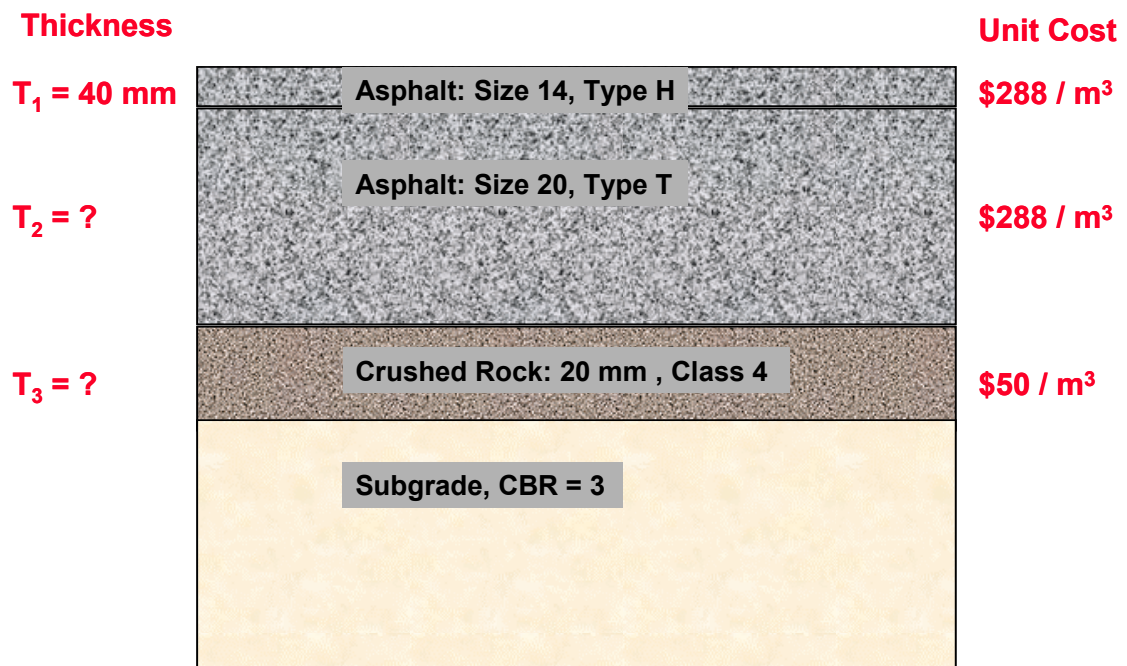 Thickness
Unit Cost
T₁ = 40 mm
Asphalt: Size 14, Type H
$288 / m³
Asphalt: Size 20, Type T
T₂ = ?
$288 / m³
Crushed Rock: 20 mm , Class 4
T₃ = ?
$50 / m³
Subgrade, CBR = 3